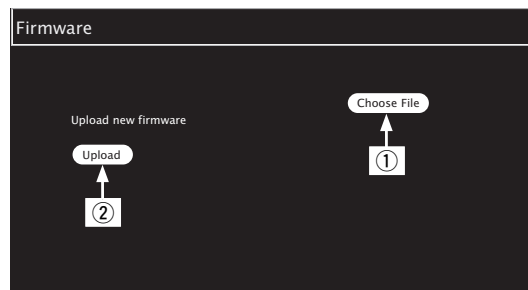 Firmware
Choose File
Upload new firmware
Upload
①
②